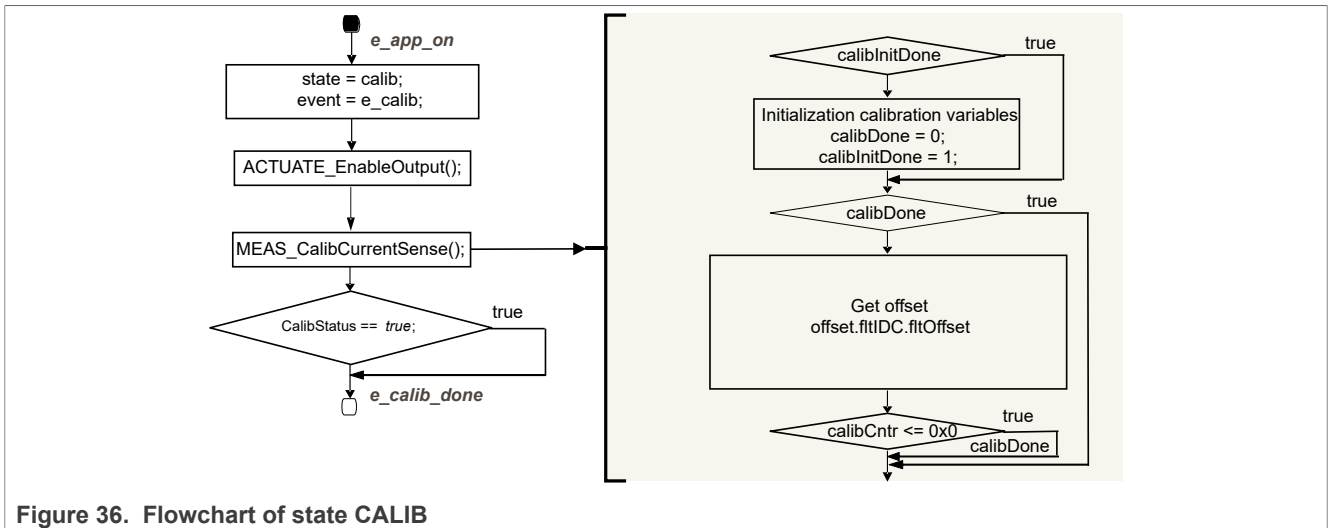 e_app_on
state = calib;
event = e_calib;
ACTUATE_EnableOutput();
MEAS_CalibCurrentSense();
CalibStatus == true;
true
e_calib_done
calibInitDone
true
Initialization calibration variables
calibDone = 0;
calibInitDone = 1;
calibDone
true
Get offset
offset.fltIDC.fltOffset
calibCntr <= 0x0
true
calibDone
Figure 36. Flowchart of state CALIB